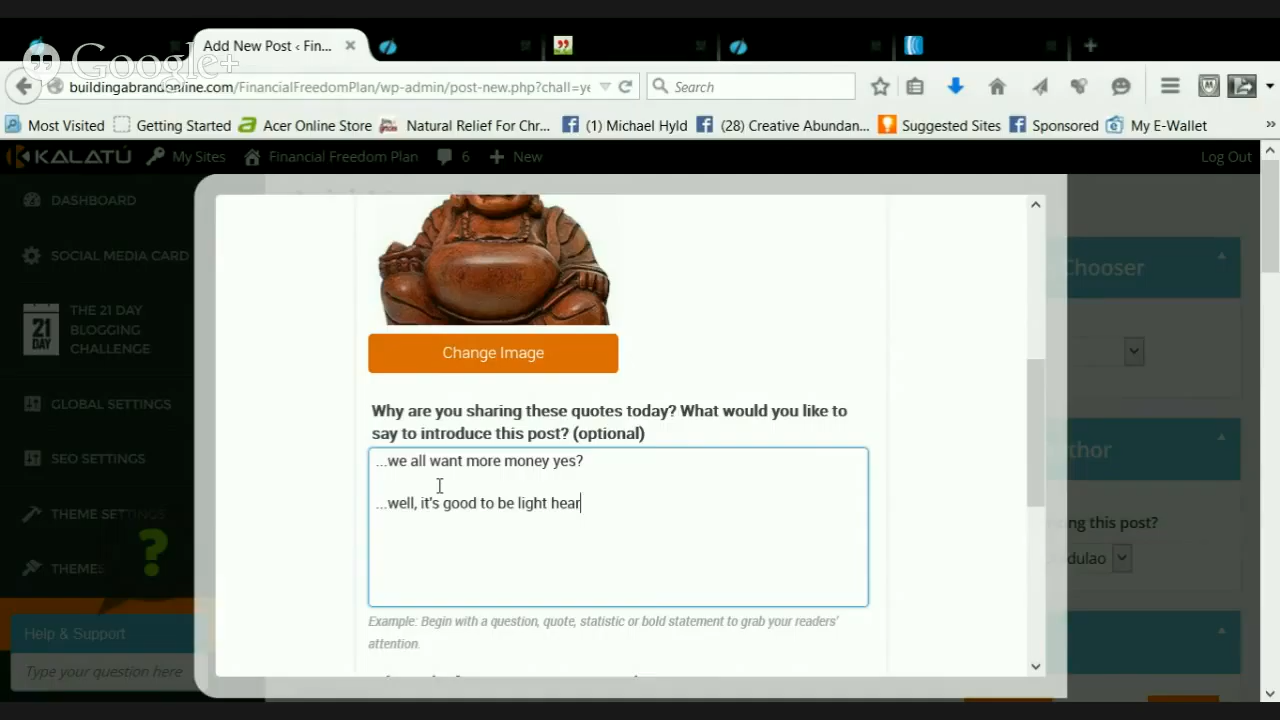 Google+
Add New Post ‹ Fin...
buildingabrandonline.com/FinancialFreedomPlan/wp-admin/post-new.php?chall=ye
Search
Most Visited
Getting Started
Acer Online Store
Natural Relief For Chr...
(1) Michael Hyld
(28) Creative Abundan...
Suggested Sites
Sponsored
My E-Wallet
KALATÚ
My Sites
Financial Freedom Plan
6
New
Log Out
DASHBOARD
SOCIAL MEDIA CARD
21
DAY
THE 21 DAY
BLOGGING
CHALLENGE
GLOBAL SETTINGS
SEO SETTINGS
THEME SETTINGS
THEMES
?
Help & Support
Type your question here
Change Image
Why are you sharing these quotes today? What would you like to
say to introduce this post? (optional)
...we all want more money yes?
...well, it's good to be light hear
Example: Begin with a question, quote, statistic or bold statement to grab your readers'
attention.
Chooser
thor
ting this post?
dulao